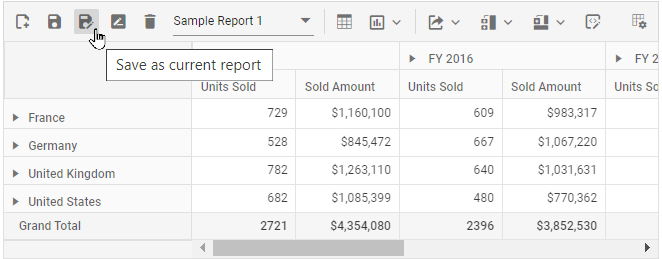 Sample Report 1
Save as current report
FY 2016
FY 2
Units Sold Sold Amount Units Sold Sold Amount Units So
France 729 $1,160,100 609 $983,317
Germany 528 $845,472 667 $1,067,220
United Kingdom 782 $1,263,110 640 $1,031,631
United States 682 $1,085,399 480 $770,362
Grand Total 2721 $4,354,080 2396 $3,852,530